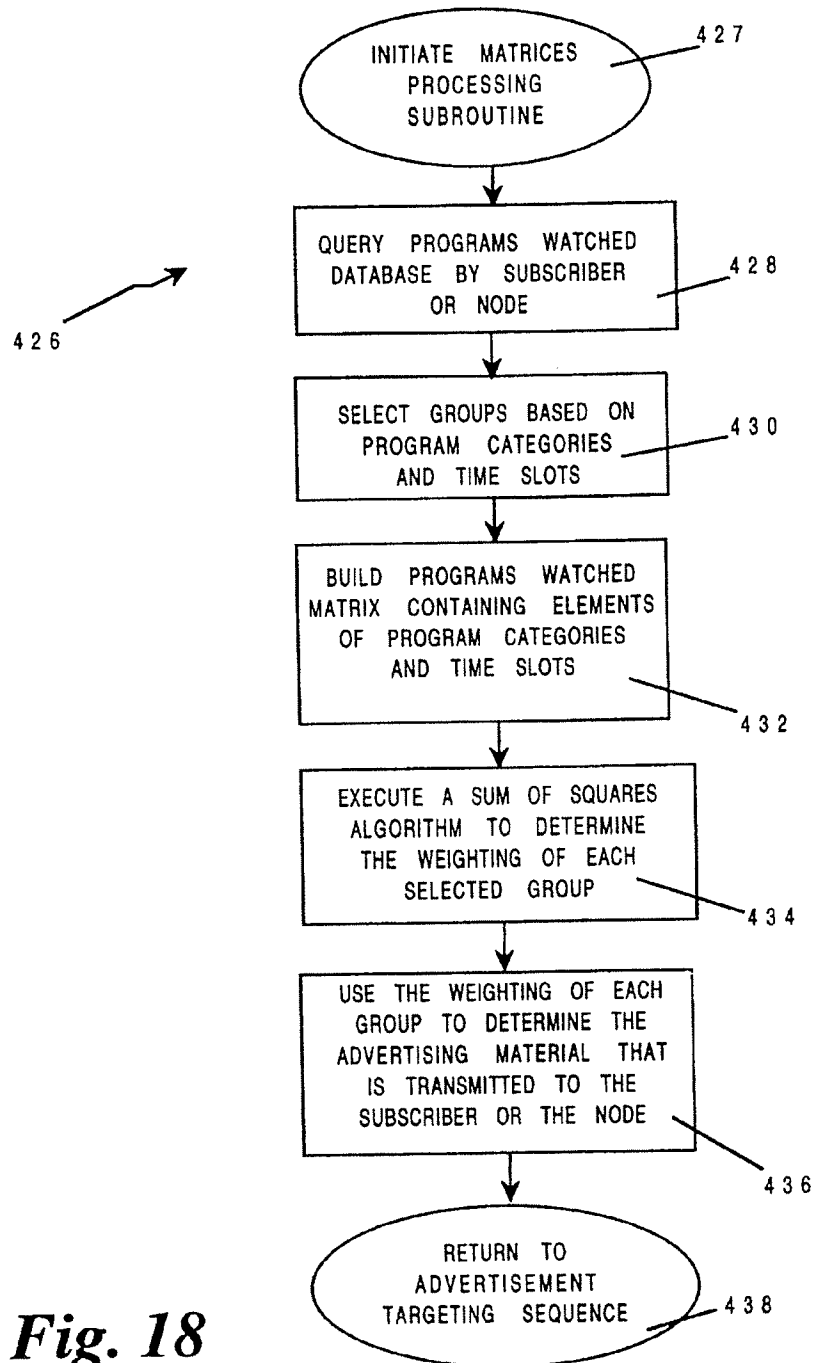 INITIATE MATRICES
PROCESSING
SUBROUTINE
427
QUERY PROGRAMS WATCHED
DATABASE BY SUBSCRIBER
OR NODE
428
426
SELECT GROUPS BASED ON
PROGRAM CATEGORIES
AND TIME SLOTS
430
BUILD PROGRAMS WATCHED
MATRIX CONTAINING ELEMENTS
OF PROGRAM CATEGORIES
AND TIME SLOTS
432
EXECUTE A SUM OF SQUARES
ALGORITHM TO DETERMINE
THE WEIGHTING OF EACH
SELECTED GROUP
434
USE THE WEIGHTING OF EACH
GROUP TO DETERMINE THE
ADVERTISING MATERIAL THAT
IS TRANSMITTED TO THE
SUBSCRIBER OR THE NODE
436
RETURN TO
ADVERTISEMENT
TARGETING SEQUENCE
438
Fig. 18